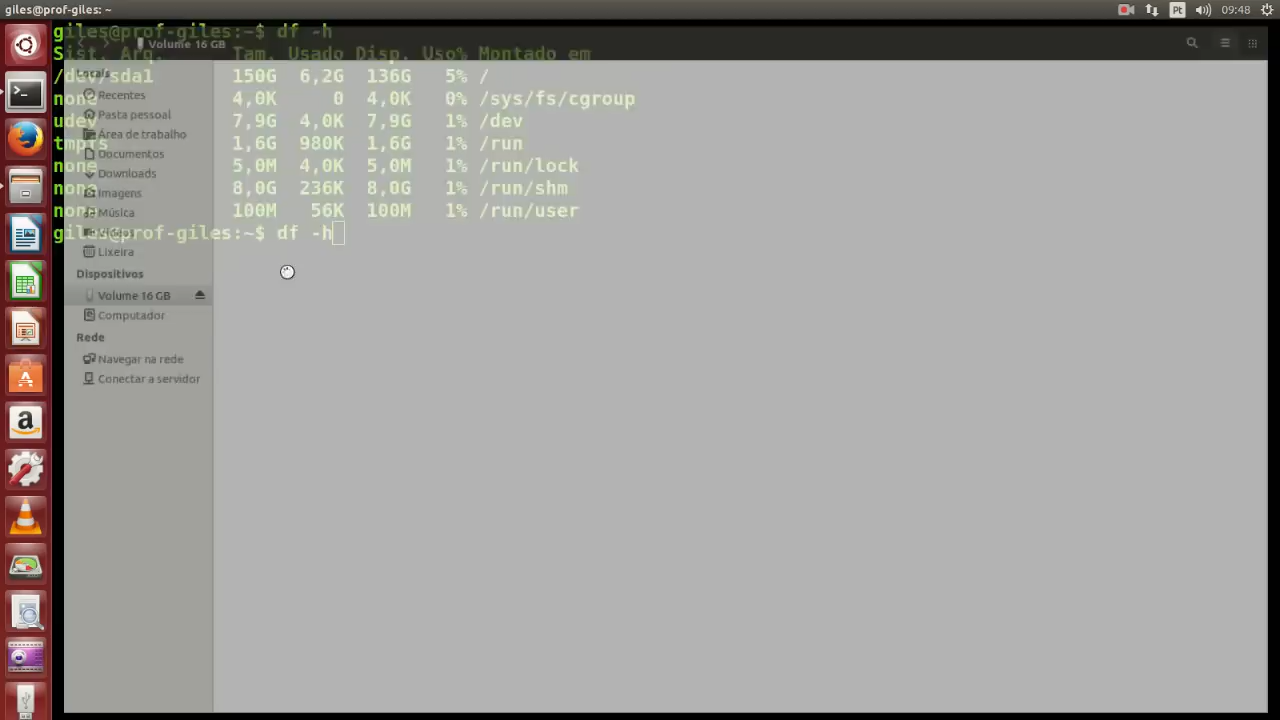 giles@prof-giles: ~
Pt
09:48
giles@prof-giles:~$ df -h
Volume 16 GB
Sist. Arq. Tam. Usado Disp. Uso% Montado em
/dev/sda1 150G 6,2G 136G 5% /
none 4,0K 0 4,0K 0% /sys/fs/cgroup
udev 7,9G 4,0K 7,9G 1% /dev
tmpfs 1,6G 980K 1,6G 1% /run
none 5,0M 4,0K 5,0M 1% /run/lock
none 8,0G 236K 8,0G 1% /run/shm
none 100M 56K 100M 1% /run/user
giles@prof-giles:~$ df -h
Locais
Recentes
Pasta pessoal
Área de trabalho
Documentos
Downloads
Imagens
Música
Lixeira
Dispositivos
Volume 16 GB
Computador
Rede
Navegar na rede
Conectar a servidor